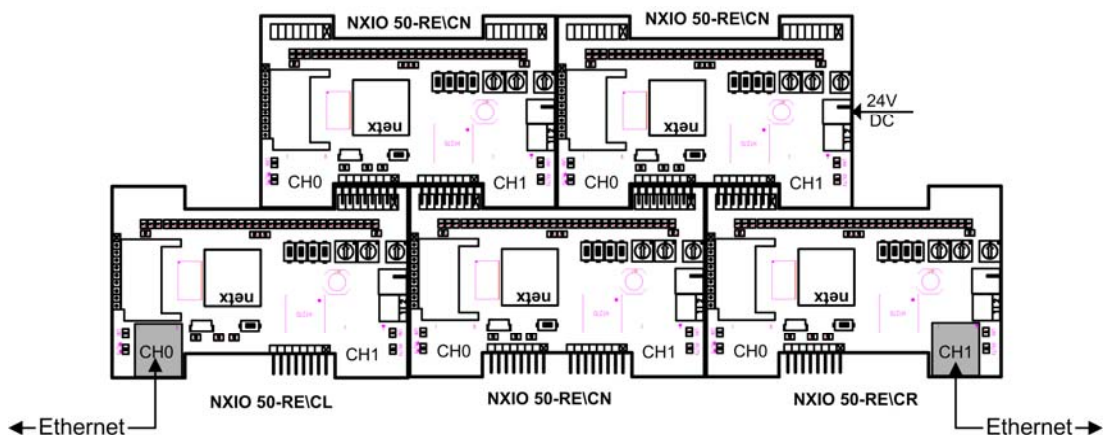 NXIO 50-RE\CN NXIO 50-RE\CN
24V
DC
netx netx
CH0 CH1 CH0 CH1
netx netx netx
CH0 CH1 CH0 CH1 CH0 CH1
NXIO 50-RE\CL NXIO 50-RE\CN NXIO 50-RE\CR
Ethernet Ethernet